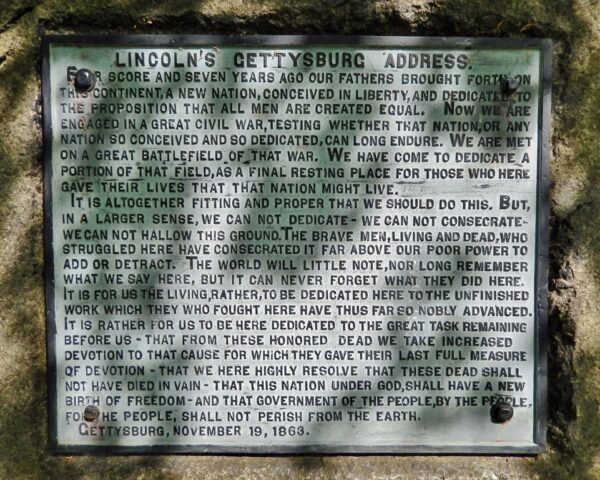 LINCOLN'S GETTYSBURG ADDRESS.
FOUR SCORE AND SEVEN YEARS AGO OUR FATHERS BROUGHT FORTH ON
THIS CONTINENT, A NEW NATION, CONCEIVED IN LIBERTY, AND DEDICATED TO
THE PROPOSITION THAT ALL MEN ARE CREATED EQUAL. NOW WE ARE
ENGAGED IN A GREAT CIVIL WAR, TESTING WHETHER THAT NATION, OR ANY
NATION SO CONCEIVED AND SO DEDICATED, CAN LONG ENDURE. WE ARE MET
ON A GREAT BATTLEFIELD OF THAT WAR. WE HAVE COME TO DEDICATE A
PORTION OF THAT FIELD, AS A FINAL RESTING PLACE FOR THOSE WHO HERE
GAVE THEIR LIVES THAT THAT NATION MIGHT LIVE.
IT IS ALTOGETHER FITTING AND PROPER THAT WE SHOULD DO THIS. BUT,
IN A LARGER SENSE, WE CAN NOT DEDICATE - WE CAN NOT CONSECRATE -
WE CAN NOT HALLOW THIS GROUND. THE BRAVE MEN, LIVING AND DEAD, WHO
STRUGGLED HERE HAVE CONSECRATED IT FAR ABOVE OUR POOR POWER TO
ADD OR DETRACT. THE WORLD WILL LITTLE NOTE, NOR LONG REMEMBER
WHAT WE SAY HERE, BUT IT CAN NEVER FORGET WHAT THEY DID HERE.
IT IS FOR US THE LIVING, RATHER, TO BE DEDICATED HERE TO THE UNFINISHED
WORK WHICH THEY WHO FOUGHT HERE HAVE THUS FAR SO NOBLY ADVANCED.
IT IS RATHER FOR US TO BE HERE DEDICATED TO THE GREAT TASK REMAINING
BEFORE US - THAT FROM THESE HONORED DEAD WE TAKE INCREASED
DEVOTION TO THAT CAUSE FOR WHICH THEY GAVE THEIR LAST FULL MEASURE
OF DEVOTION - THAT WE HERE HIGHLY RESOLVE THAT THESE DEAD SHALL
NOT HAVE DIED IN VAIN - THAT THIS NATION UNDER GOD, SHALL HAVE A NEW
BIRTH OF FREEDOM - AND THAT GOVERNMENT OF THE PEOPLE, BY THE PEOPLE,
FOR THE PEOPLE, SHALL NOT PERISH FROM THE EARTH.
GETTYSBURG, NOVEMBER 19, 1863.